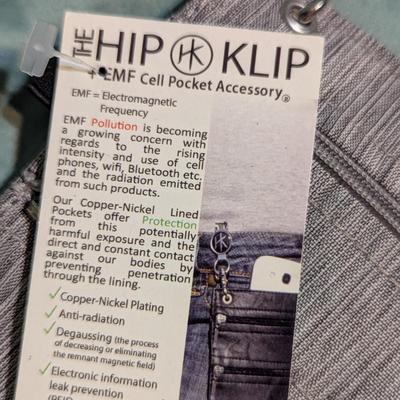 THE HIP HK KLIP
+ EMF Cell Pocket Accessory®
EMF = Electromagnetic
Frequency
EMF Pollution is becoming
a growing concern with
regards to the rising
intensity and use of cell
phones, wifi, Bluetooth etc.
and the radiation emitted
from such products.
Our Copper-Nickel Lined
Pockets offer Protection
from this potentially
harmful exposure and the
direct and constant contact
against our bodies by
preventing penetration
through the lining.
✓ Copper-Nickel Plating
✓ Anti-radiation
✓ Degaussing (the process
of decreasing or eliminating
the remnant magnetic field)
✓ Electronic information
leak prevention
HK